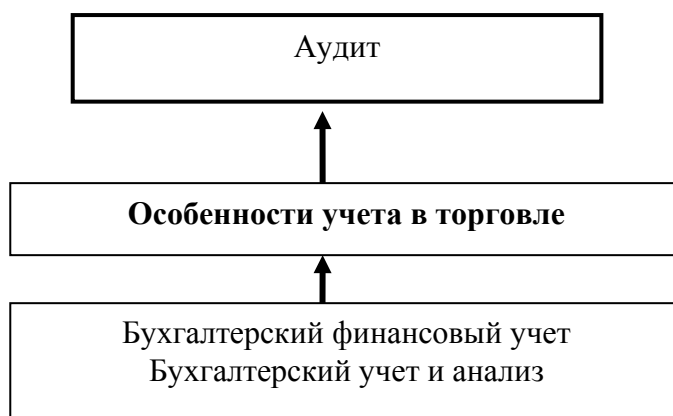 Аудит
Особенности учета в торговле
Бухгалтерский финансовый учет
Бухгалтерский учет и анализ